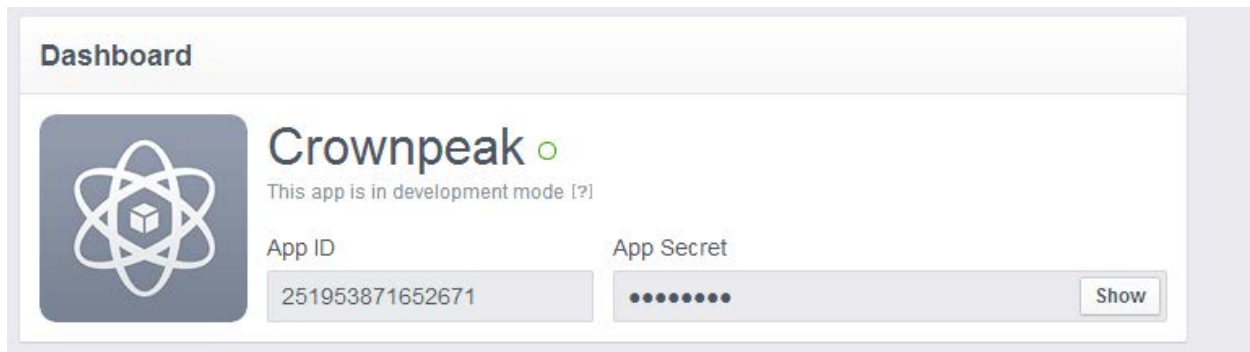 Dashboard
Crownpeak
This app is in development mode [?]
App ID
App Secret
251953871652671
●●●●●●●●
Show